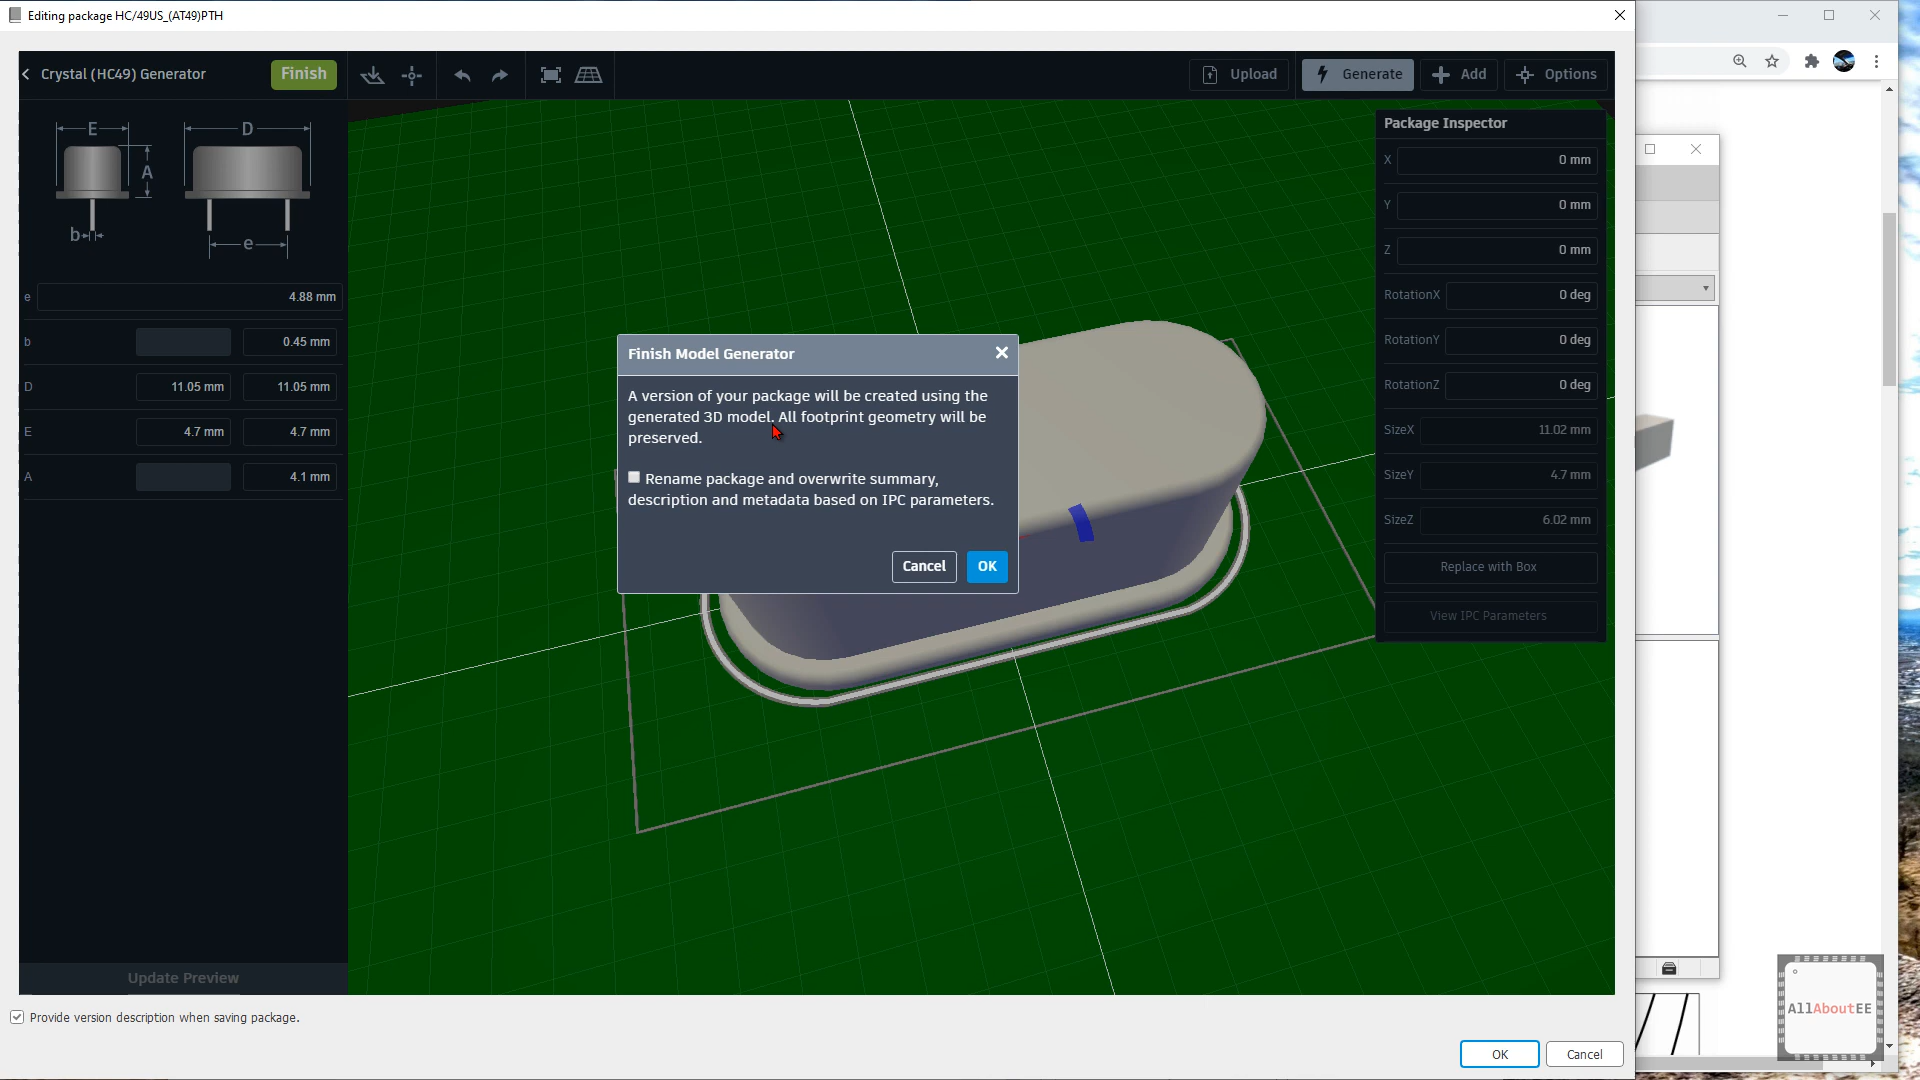 Editing package HC/49US_(AT49)PTH
Crystal (HC49) Generator
Finish
Upload
Generate
Add
Options
E
D
A
b
e
e
4.88 mm
b
0.45 mm
D
11.05 mm
11.05 mm
E
4.7 mm
4.7 mm
A
4.1 mm
Update Preview
Finish Model Generator
A version of your package will be created using the
generated 3D model. All footprint geometry will be
preserved.
Rename package and overwrite summary,
description and metadata based on IPC parameters.
Cancel
OK
Package Inspector
X
0 mm
Y
0 mm
Z
0 mm
RotationX
0 deg
RotationY
0 deg
RotationZ
0 deg
SizeX
11.02 mm
SizeY
4.7 mm
SizeZ
6.02 mm
Replace with Box
View IPC Parameters
Provide version description when saving package.
OK
Cancel
AllAboutEE